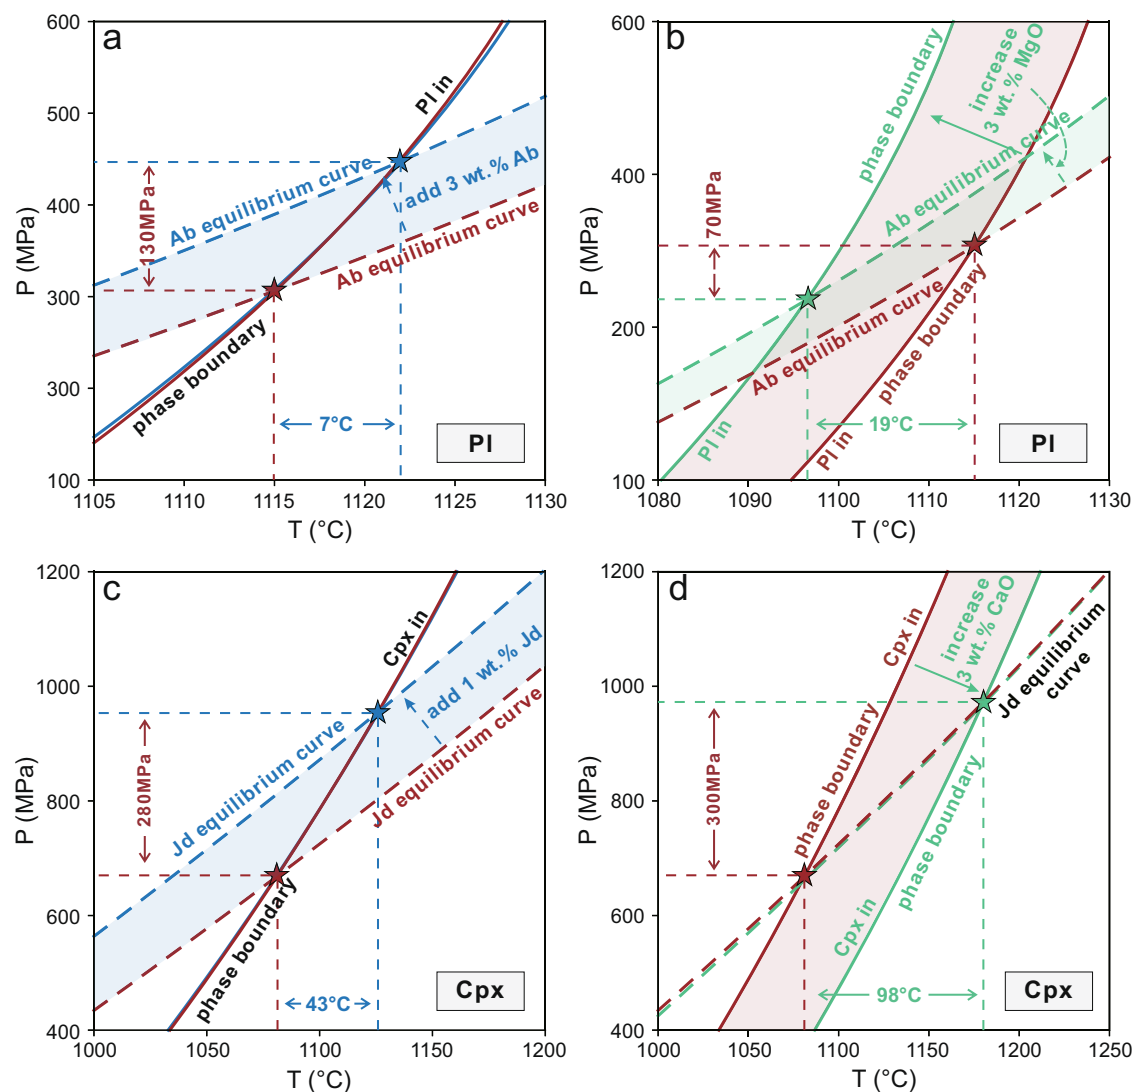 a
600
500
400
300
300
100
P (MPa)
Pl in
Ab equilibrium curve
add 3 wt.% Ab
Ab equilibrium curve
130MPa
phase boundary
7°C
Pl
1105
1110
1115
1120
1125
1130
T (°C)
b
600
400
200
100
P (MPa)
phase boundary
increase
3 wt.% MgO
Ab equilibrium curve
70MPa
Ab equilibrium curve
phase boundary
19°C
Pl in
Pl in
Pl
1080
1090
1100
1110
1120
1130
T (°C)
c
1200
1000
800
600
400
P (MPa)
Cpx in
add 1 wt.% Jd
Jd equilibrium curve
Jd equilibrium curve
280MPa
phase boundary
43°C
Cpx
1000
1050
1100
1150
1200
T (°C)
d
1200
1000
800
600
400
P (MPa)
Cpx in
increase
3 wt.% CaO
Jd equilibrium
curve
300MPa
phase boundary
phase boundary
Cpx in
98°C
Cpx
1000
1050
1100
1150
1200
1250
T (°C)